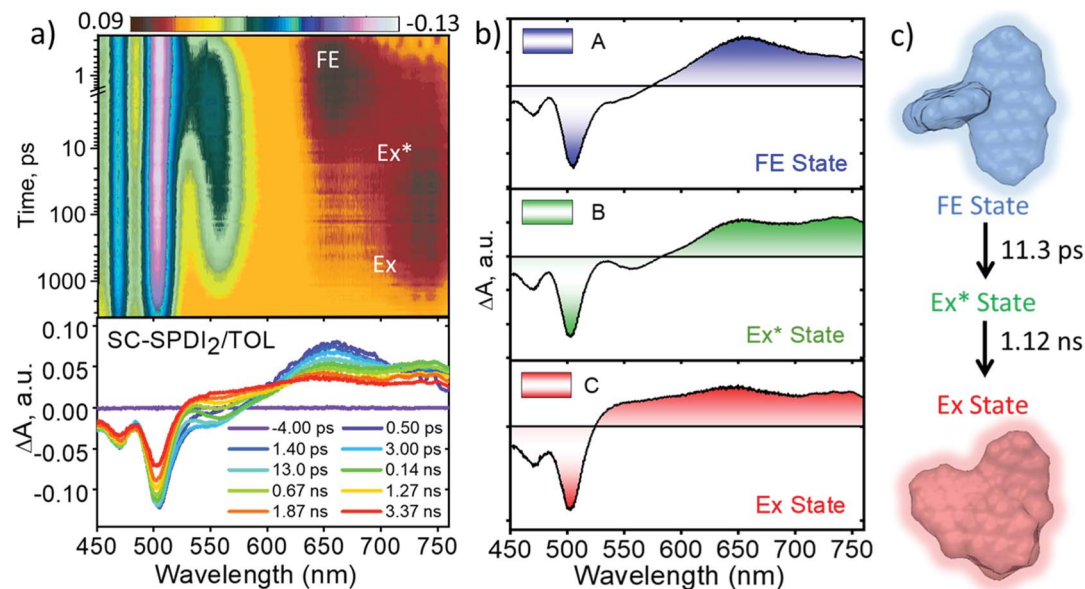 a)
0.09
-0.13
FE
Ex*
Ex
1
10
100
1000
Time, ps
SC-SPDI₂/TOL
0.10
0.05
0.00
-0.05
-0.10
ΔA, a.u.
-4.00 ps
0.50 ps
1.40 ps
3.00 ps
13.0 ps
0.14 ns
0.67 ns
1.27 ns
1.87 ns
3.37 ns
450 500 550 600 650 700 750
Wavelength (nm)
b)
A
FE State
B
Ex* State
C
Ex State
ΔA, a.u.
450 500 550 600 650 700 750
Wavelength (nm)
c)
FE State
11.3 ps
Ex* State
1.12 ns
Ex State